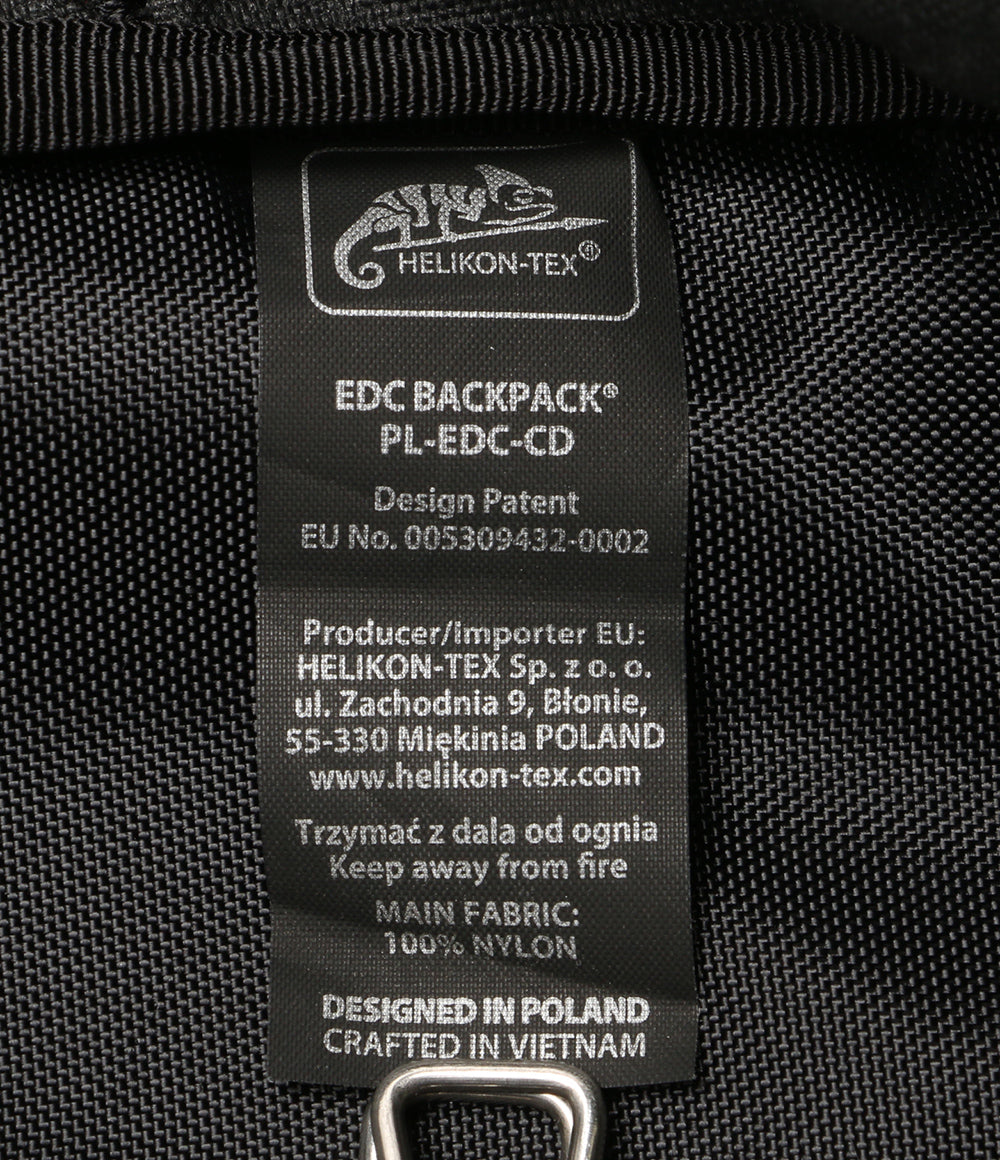 HELIKON-TEX®
EDC BACKPACK®
PL-EDC-CD
Design Patent
EU No. 005309432-0002
Producer/importer EU:
HELIKON-TEX Sp. z o. o.
ul. Zachodnia 9, Błonie,
55-330 Miękinia POLAND
www.helikon-tex.com
Trzymać z dala od ognia
Keep away from fire
MAIN FABRIC:
100% NYLON
DESIGNED IN POLAND
CRAFTED IN VIETNAM